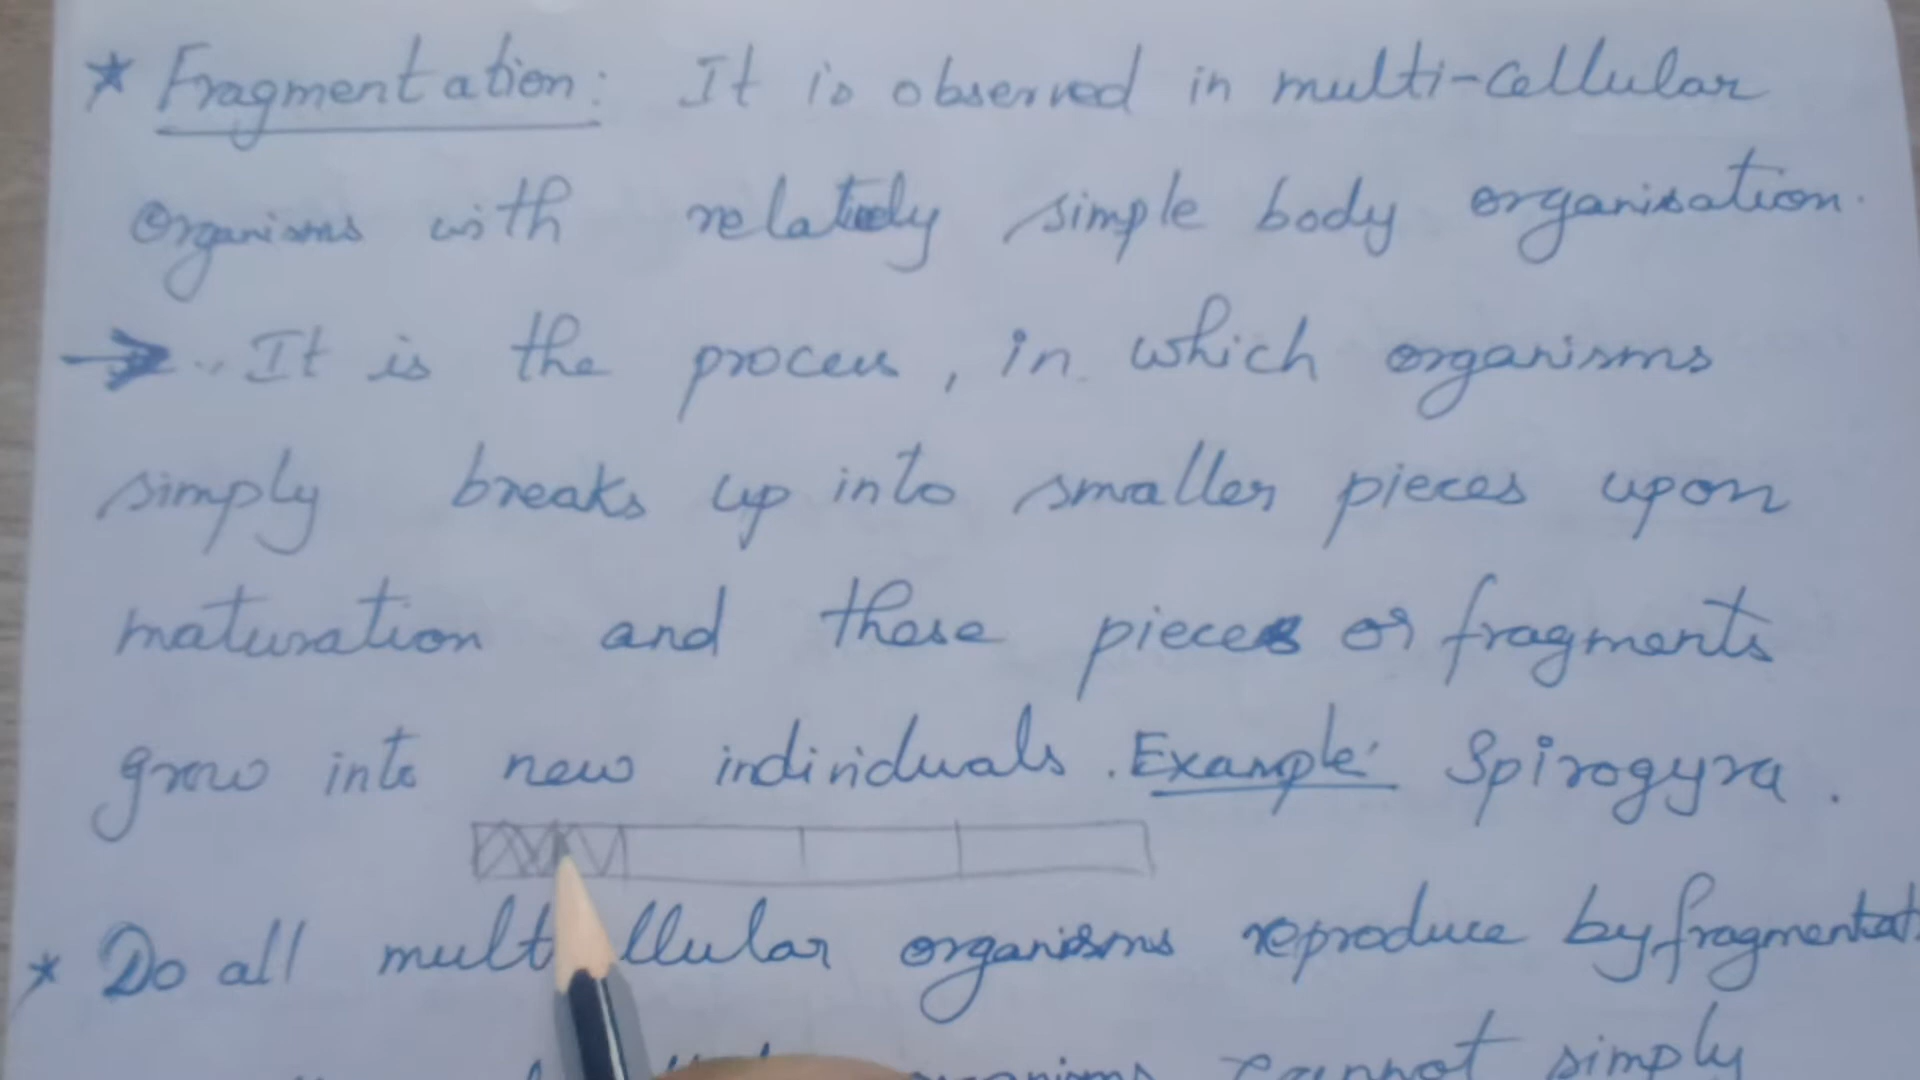 * Fragmentation: It is observed in multi-cellular
organisms with relatively simple body organisation.
→ It is the process, in which organisms
simply breaks up into smaller pieces upon
maturation and these pieces or fragments
grow into new individuals. Example: Spirogyra.
* Do all mult llular organisms reproduce by fragmentat
cannot simply